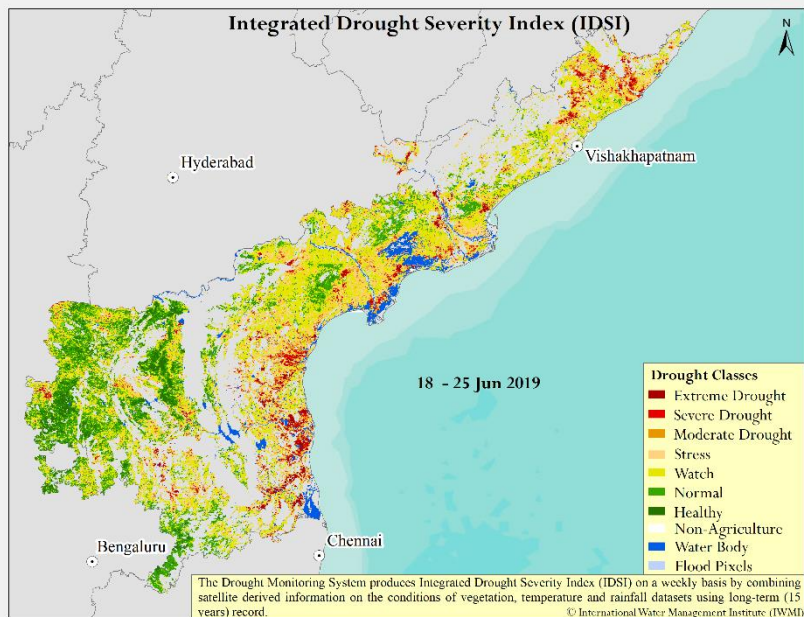 Integrated Drought Severity Index (IDSI)
N
Hyderabad
Vishakhapatnam
18 - 25 Jun 2019
Drought Classes
Extreme Drought
Severe Drought
Moderate Drought
Stress
Watch
Normal
Healthy
Non-Agriculture
Water Body
Flood Pixels
Bengaluru
Chennai
The Drought Monitoring System produces Integrated Drought Severity Index (IDSI) on a weekly basis by combining
satellite derived information on the conditions of vegetation, temperature and rainfall datasets using long-term (15
years) record.
© International Water Management Institute (IWMI)